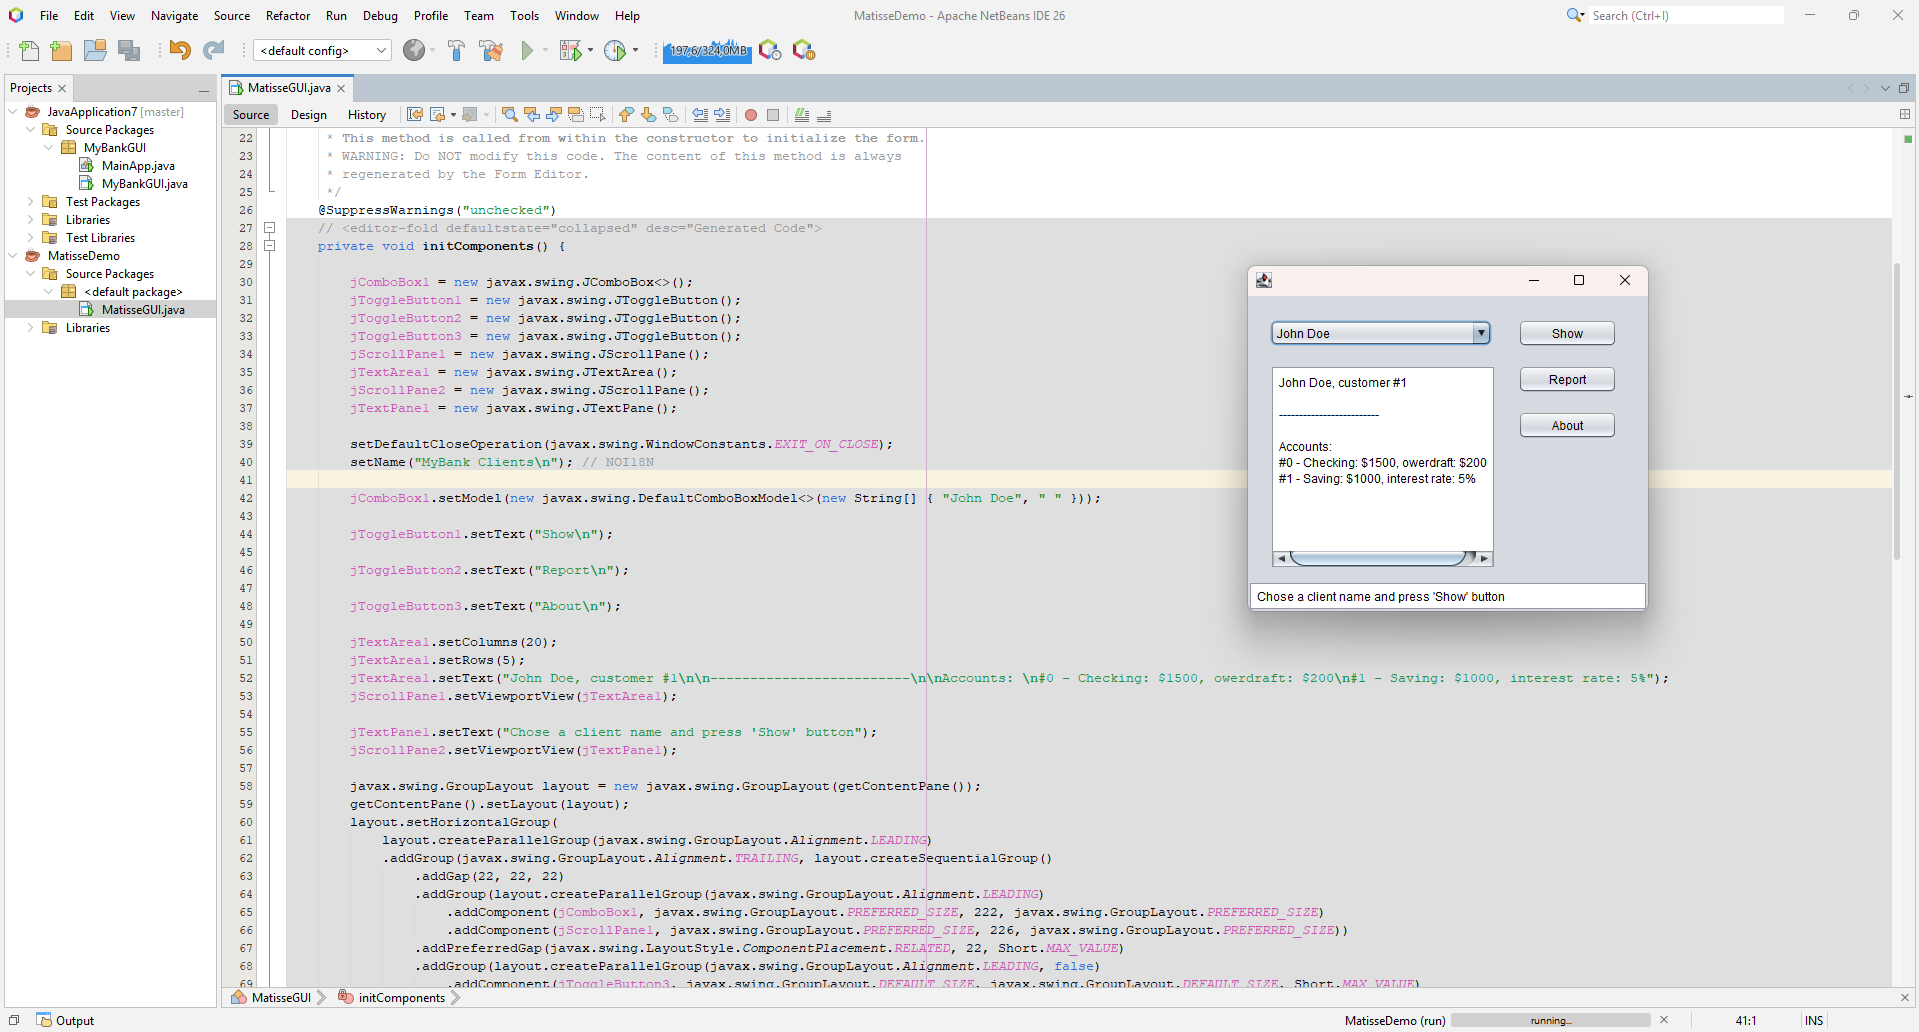 File Edit View Navigate Source Refactor Run Debug Profile Team Tools Window Help
MatisseDemo - Apache NetBeans IDE 26
Search (Ctrl+I)
<default config>
197,6/324,0MB
Projects
MatisseGUI.java
JavaApplication7 [master]
Source Packages
MyBankGUI
MainApp.java
MyBankGUI.java
Test Packages
Libraries
Test Libraries
MatisseDemo
Source Packages
<default package>
MatisseGUI.java
Libraries
Source Design History
22 * This method is called from within the constructor to initialize the form.
23 * WARNING: Do NOT modify this code. The content of this method is always
24 * regenerated by the Form Editor.
25 */
26 @SuppressWarnings("unchecked")
27 // <editor-fold defaultstate="collapsed" desc="Generated Code">
28 private void initComponents() {
29
30 jComboBox1 = new javax.swing.JComboBox<>();
31 jToggleButton1 = new javax.swing.JToggleButton();
32 jToggleButton2 = new javax.swing.JToggleButton();
33 jToggleButton3 = new javax.swing.JToggleButton();
34 jScrollPane1 = new javax.swing.JScrollPane();
35 jTextArea1 = new javax.swing.JTextArea();
36 jScrollPane2 = new javax.swing.JScrollPane();
37 jTextPane1 = new javax.swing.JTextPane();
38
39 setDefaultCloseOperation(javax.swing.WindowConstants.EXIT_ON_CLOSE);
40 setName("MyBank Clients\n"); // NOI18N
41
42 jComboBox1.setModel(new javax.swing.DefaultComboBoxModel<>(new String[] { "John Doe", " " }));
43
44 jToggleButton1.setText("Show\n");
45
46 jToggleButton2.setText("Report\n");
47
48 jToggleButton3.setText("About\n");
49
50 jTextArea1.setColumns(20);
51 jTextArea1.setRows(5);
52 jTextArea1.setText("John Doe, customer #1\n\n-------------------------\n\nAccounts: \n#0 - Checking: $1500, owerdraft: $200\n#1 - Saving: $1000, interest rate: 5%");
53 jScrollPane1.setViewportView(jTextArea1);
54
55 jTextPane1.setText("Chose a client name and press 'Show' button");
56 jScrollPane2.setViewportView(jTextPane1);
57
58 javax.swing.GroupLayout layout = new javax.swing.GroupLayout(getContentPane());
59 getContentPane().setLayout(layout);
60 layout.setHorizontalGroup(
61 layout.createParallelGroup(javax.swing.GroupLayout.Alignment.LEADING)
62 .addGroup(javax.swing.GroupLayout.Alignment.TRAILING, layout.createSequentialGroup()
63 .addGap(22, 22, 22)
64 .addGroup(layout.createParallelGroup(javax.swing.GroupLayout.Alignment.LEADING)
65 .addComponent(jComboBox1, javax.swing.GroupLayout.PREFERRED_SIZE, 222, javax.swing.GroupLayout.PREFERRED_SIZE)
66 .addComponent(jScrollPane1, javax.swing.GroupLayout.PREFERRED_SIZE, 226, javax.swing.GroupLayout.PREFERRED_SIZE))
67 .addPreferredGap(javax.swing.LayoutStyle.ComponentPlacement.RELATED, 22, Short.MAX_VALUE)
68 .addGroup(layout.createParallelGroup(javax.swing.GroupLayout.Alignment.LEADING, false)
69 .addComponent(jToggleButton3, javax.swing.GroupLayout.DEFAULT_SIZE, javax.swing.GroupLayout.DEFAULT_SIZE, Short.MAX_VALUE)
John Doe
Show
Report
About
John Doe, customer #1
-------------------------
Accounts:
#0 - Checking: $1500, owerdraft: $200
#1 - Saving: $1000, interest rate: 5%
Chose a client name and press 'Show' button
MatisseGUI initComponents
Output
MatisseDemo (run) running... 41:1 INS